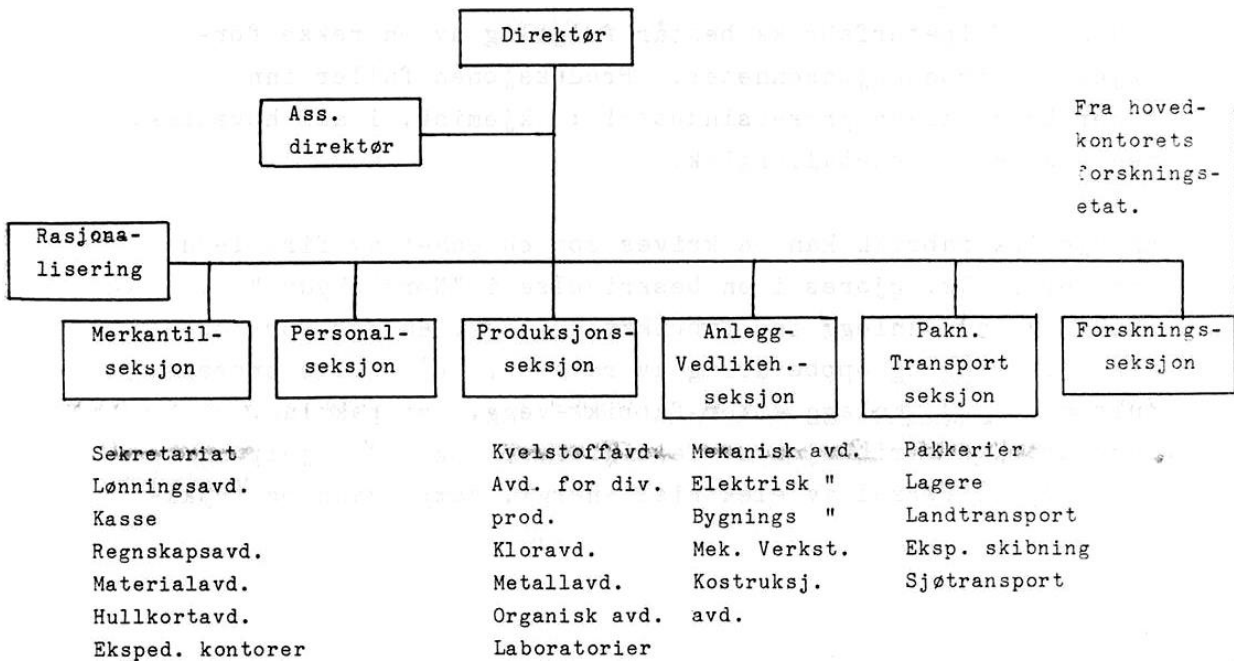 Direktør
Ass.
direktør
Fra hoved-
kontorets
forsknings-
etat.
Rasjona-
lisering
Merkantil-
seksjon
Personal-
seksjon
Produksjons-
seksjon
Anlegg-
Vedlikeh.-
seksjon
Pakn.
Transport
seksjon
Forsknings-
seksjon
Sekretariat
Lønningsavd.
Kasse
Regnskapsavd.
Materialavd.
Hullkortavd.
Eksped. kontorer
Kvelstoffavd.
Avd. for div.
prod.
Kloravd.
Metallavd.
Organisk avd.
Laboratorier
Mekanisk avd.
Elektrisk "
Bygnings "
Mek. Verkst.
Kostruksj.
avd.
Pakkerier
Lagere
Landtransport
Eksp. skibning
Sjøtransport